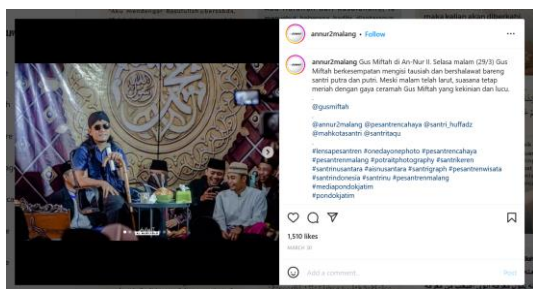 annur2malang • Follow
annur2malang Gus Miftah di An-Nur II. Selasa malam (29/3) Gus
Miftah berkesempatan mengisi tausiah dan bershalawat bareng
santri putra dan putri. Meski malam telah larut, suasana tetap
meriah dengan gaya ceramah Gus Miftah yang kekinian dan lucu.
.
@gusmiftah
.
@annur2malang @pesantrencahaya @santri_huffadz
@mahkotasantri @santritaqu
.
#lensapesantren #onedayonephoto #pesantrencahaya
#pesantrenmalang #potraitphotography #santrikeren
#santrinusantara #aisnusantara #santrigraph #pesantrenwisata
#santriindonesia #santrinu #pesantrenmalang
#mediapondokjatim
#pondokjatim
1,510 likes
MARCH 30
Add a comment...
Post